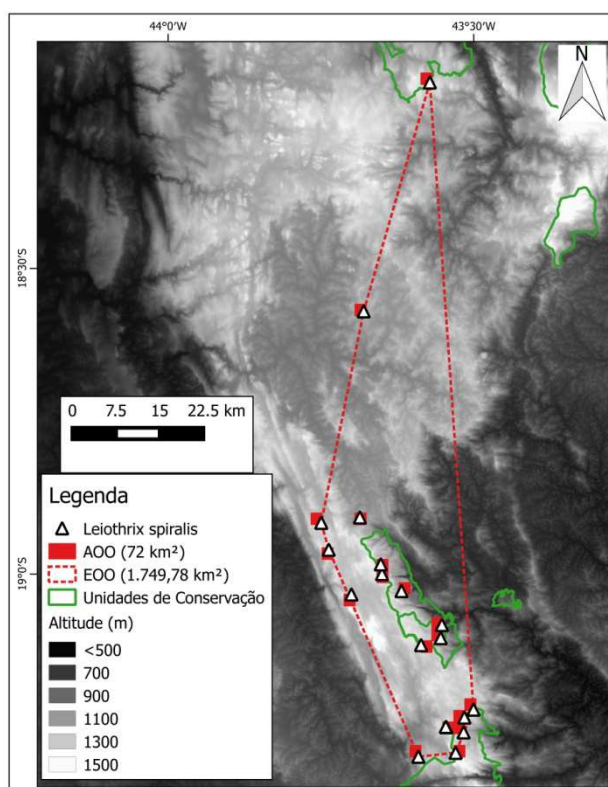 44°0'W
43°30'W
N
18°30'S
0 7.5 15 22.5 km
Legenda
Leiothrix spiralis
AOO (72 km²)
EOO (1.749,78 km²)
Unidades de Conservação
Altitude (m)
<500
700
900
1100
1300
1500
19°0'S